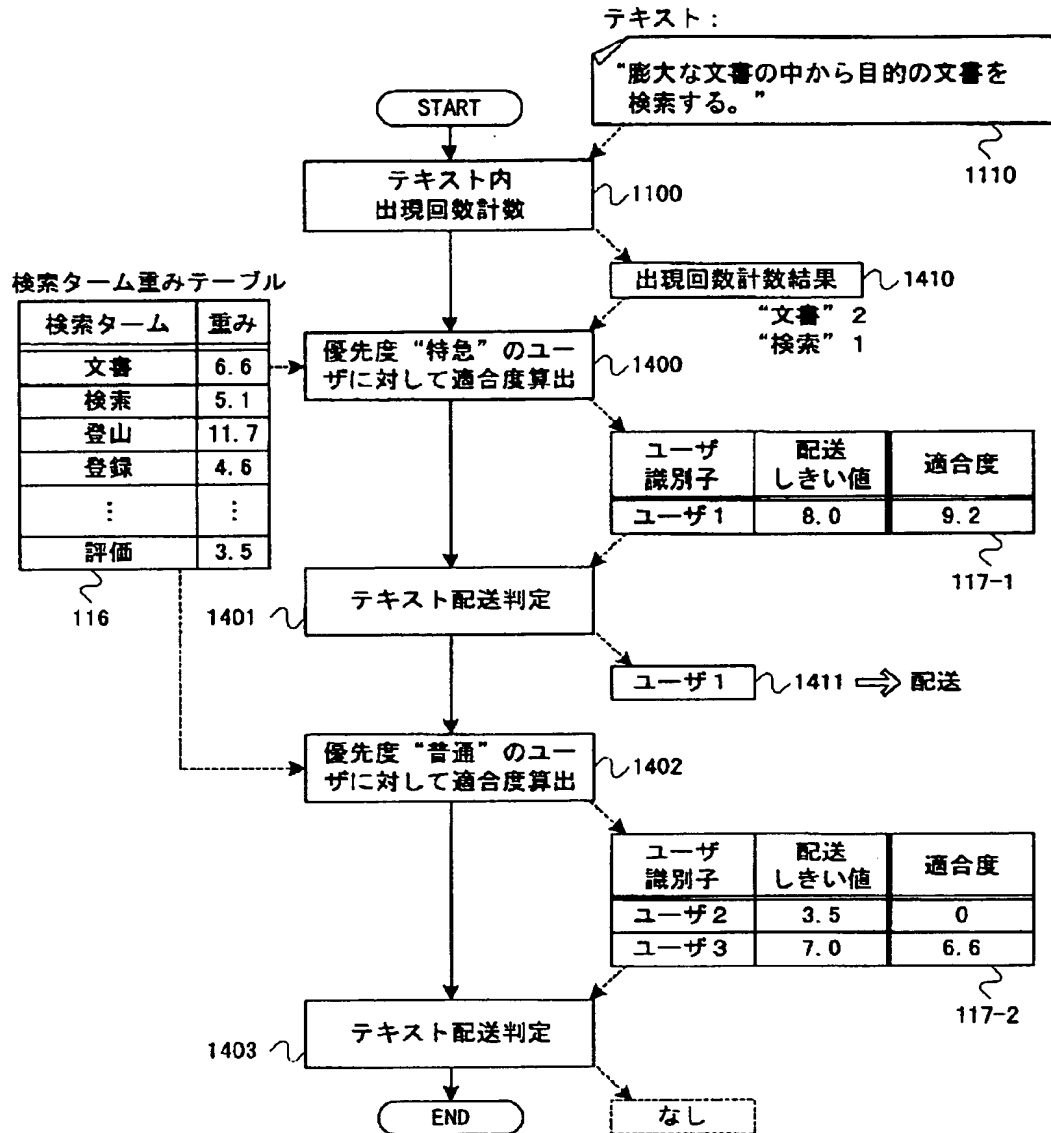 テキスト：
“膨大な文書の中から目的の文書を
検索する。”
1110
START
テキスト内
出現回数計数
1100
出現回数計数結果
1410
“文書” 2
“検索” 1
検索ターム重みテーブル
検索ターム 重み
文書 6.6
検索 5.1
登山 11.7
登録 4.6
⋮ ⋮
評価 3.5
116
優先度“特急”のユー
ザに対して適合度算出
1400
ユーザ
識別子
配送
しきい値
適合度
ユーザ1 8.0 9.2
117-1
テキスト配送判定
1401
ユーザ1
1411 ⇒ 配送
優先度“普通”のユー
ザに対して適合度算出
1402
ユーザ
識別子
配送
しきい値
適合度
ユーザ2 3.5 0
ユーザ3 7.0 6.6
117-2
テキスト配送判定
1403
なし
END